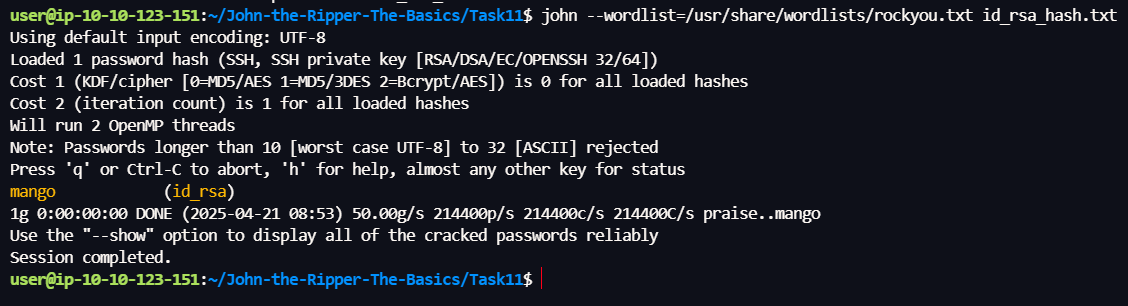 user@ip-10-10-123-151:~/John-the-Ripper-The-Basics/Task11$ john --wordlist=/usr/share/wordlists/rockyou.txt id_rsa_hash.txt
Using default input encoding: UTF-8
Loaded 1 password hash (SSH, SSH private key [RSA/DSA/EC/OPENSSH 32/64])
Cost 1 (KDF/cipher [0=MD5/AES 1=MD5/3DES 2=Bcrypt/AES]) is 0 for all loaded hashes
Cost 2 (iteration count) is 1 for all loaded hashes
Will run 2 OpenMP threads
Note: Passwords longer than 10 [worst case UTF-8] to 32 [ASCII] rejected
Press 'q' or Ctrl-C to abort, 'h' for help, almost any other key for status
mango            (id_rsa)
1g 0:00:00:00 DONE (2025-04-21 08:53) 50.00g/s 214400p/s 214400c/s 214400C/s praise..mango
Use the "--show" option to display all of the cracked passwords reliably
Session completed.
user@ip-10-10-123-151:~/John-the-Ripper-The-Basics/Task11$